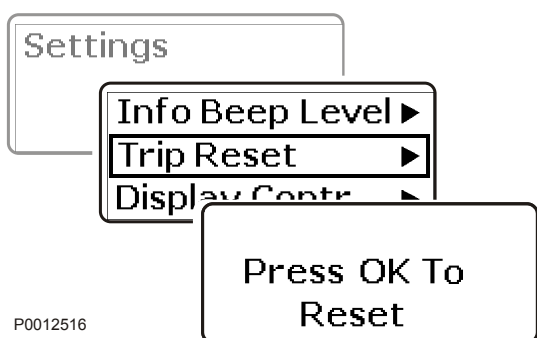 Settings
Info Beep Level ▶
Trip Reset ▶
Display Contr ▶
Press OK To
Reset
P0012516